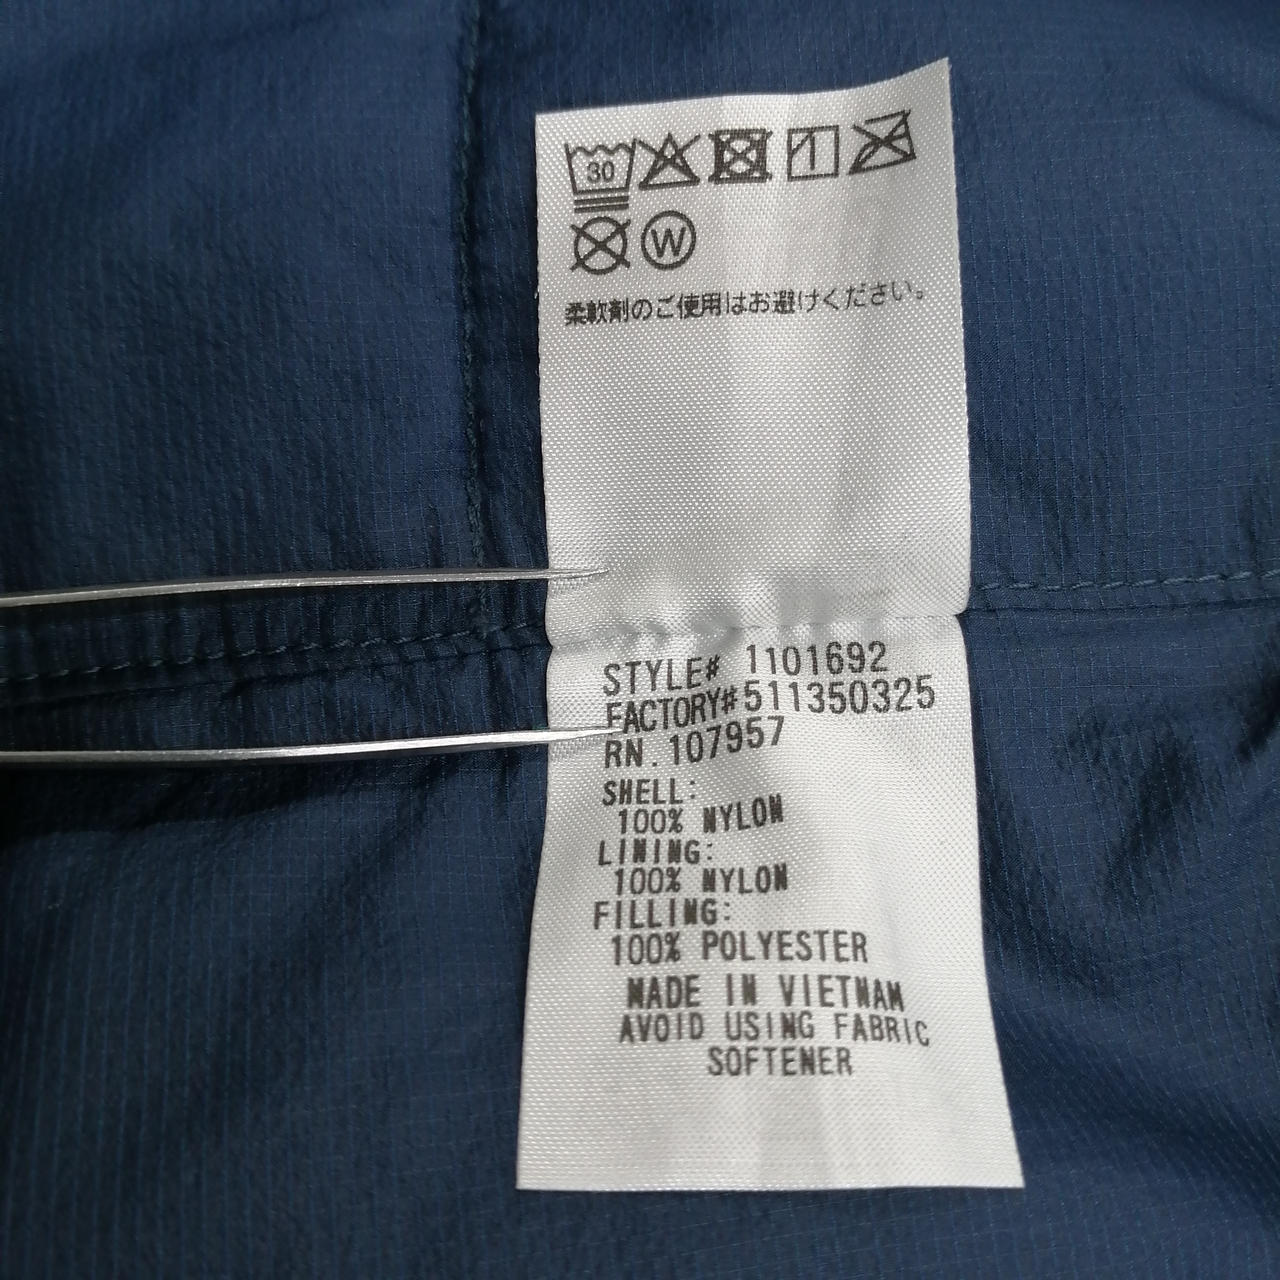 30
W
柔軟剤のご使用はお避けください。
STYLE# 1101692
FACTORY#511350325
RN.107957
SHELL:
100% NYLON
LINING:
100% NYLON
FILLING:
100% POLYESTER
MADE IN VIETNAM
AVOID USING FABRIC
SOFTENER